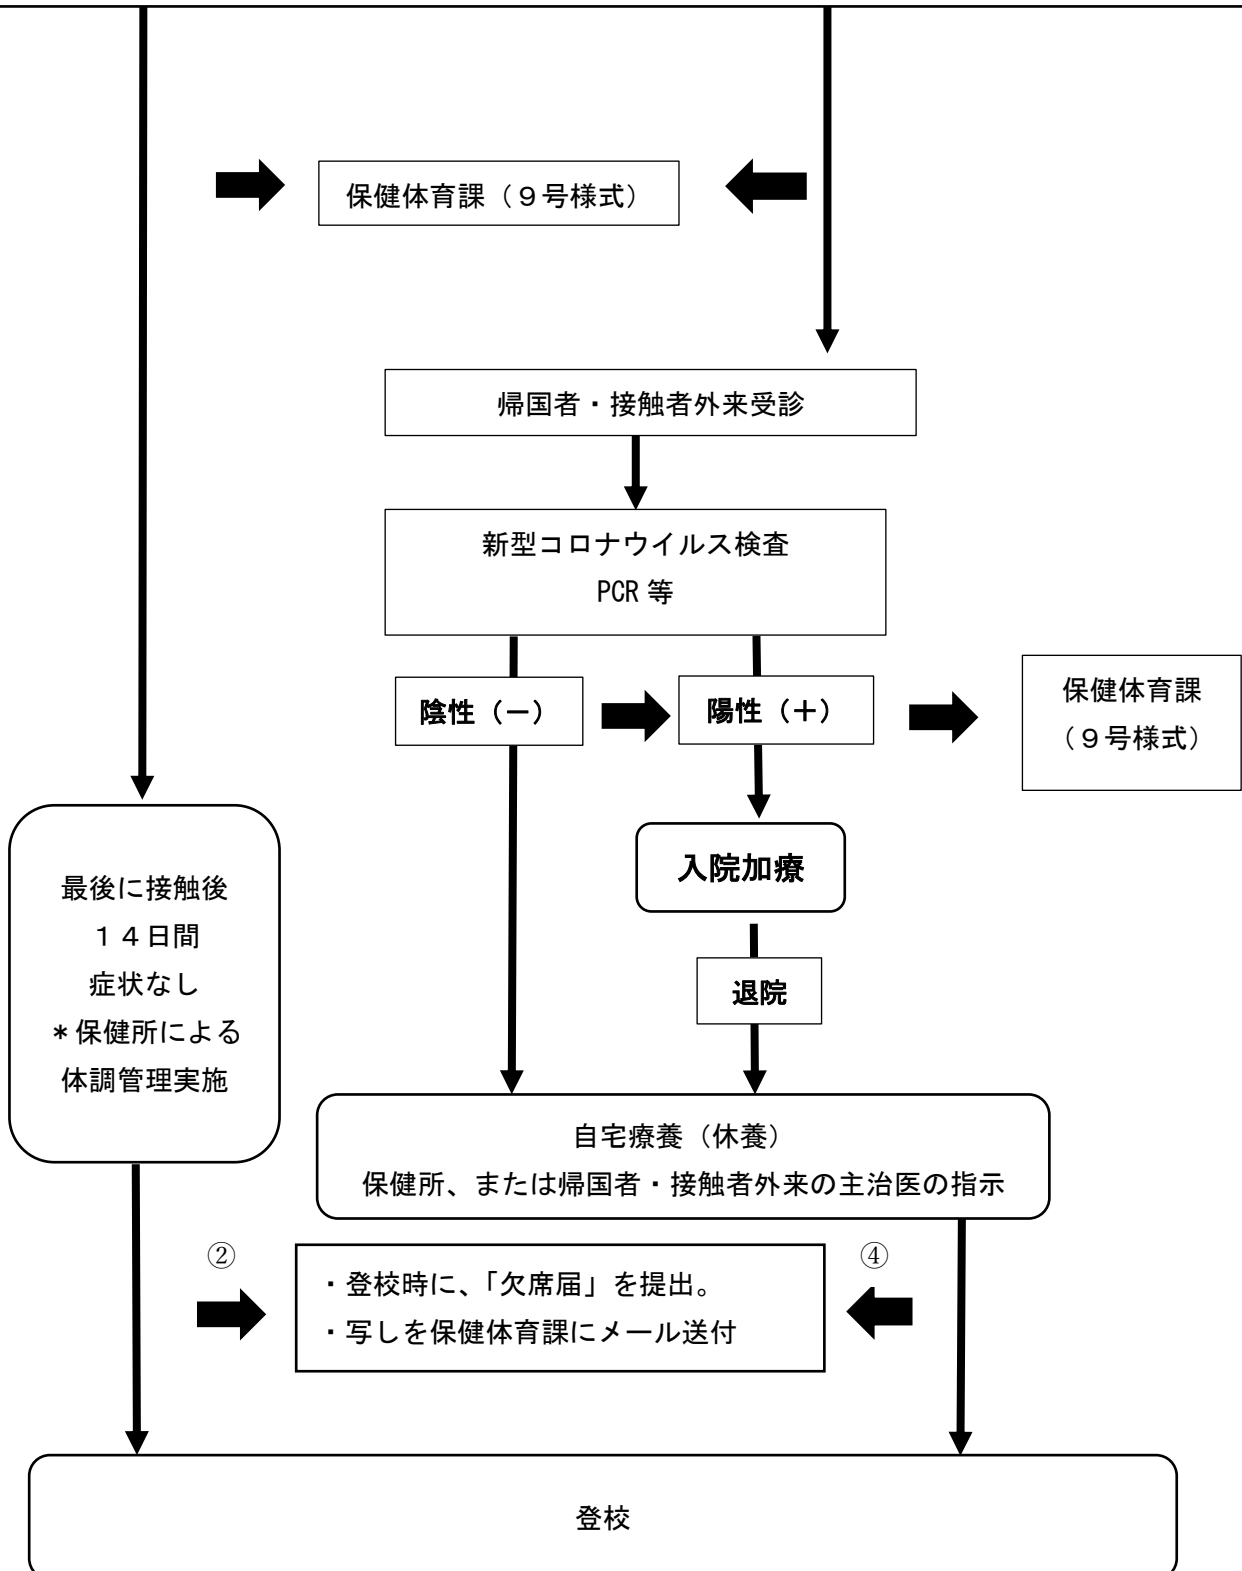 保健体育課（９号様式）
帰国者・接触者外来受診
新型コロナウイルス検査
PCR 等
陰性（－）
陽性（＋）
保健体育課
（９号様式）
入院加療
最後に接触後
１４日間
症状なし
＊保健所による
体調管理実施
退院
自宅療養（休養）
保健所、または帰国者・接触者外来の主治医の指示
②
④
・登校時に、「欠席届」を提出。
・写しを保健体育課にメール送付
登校